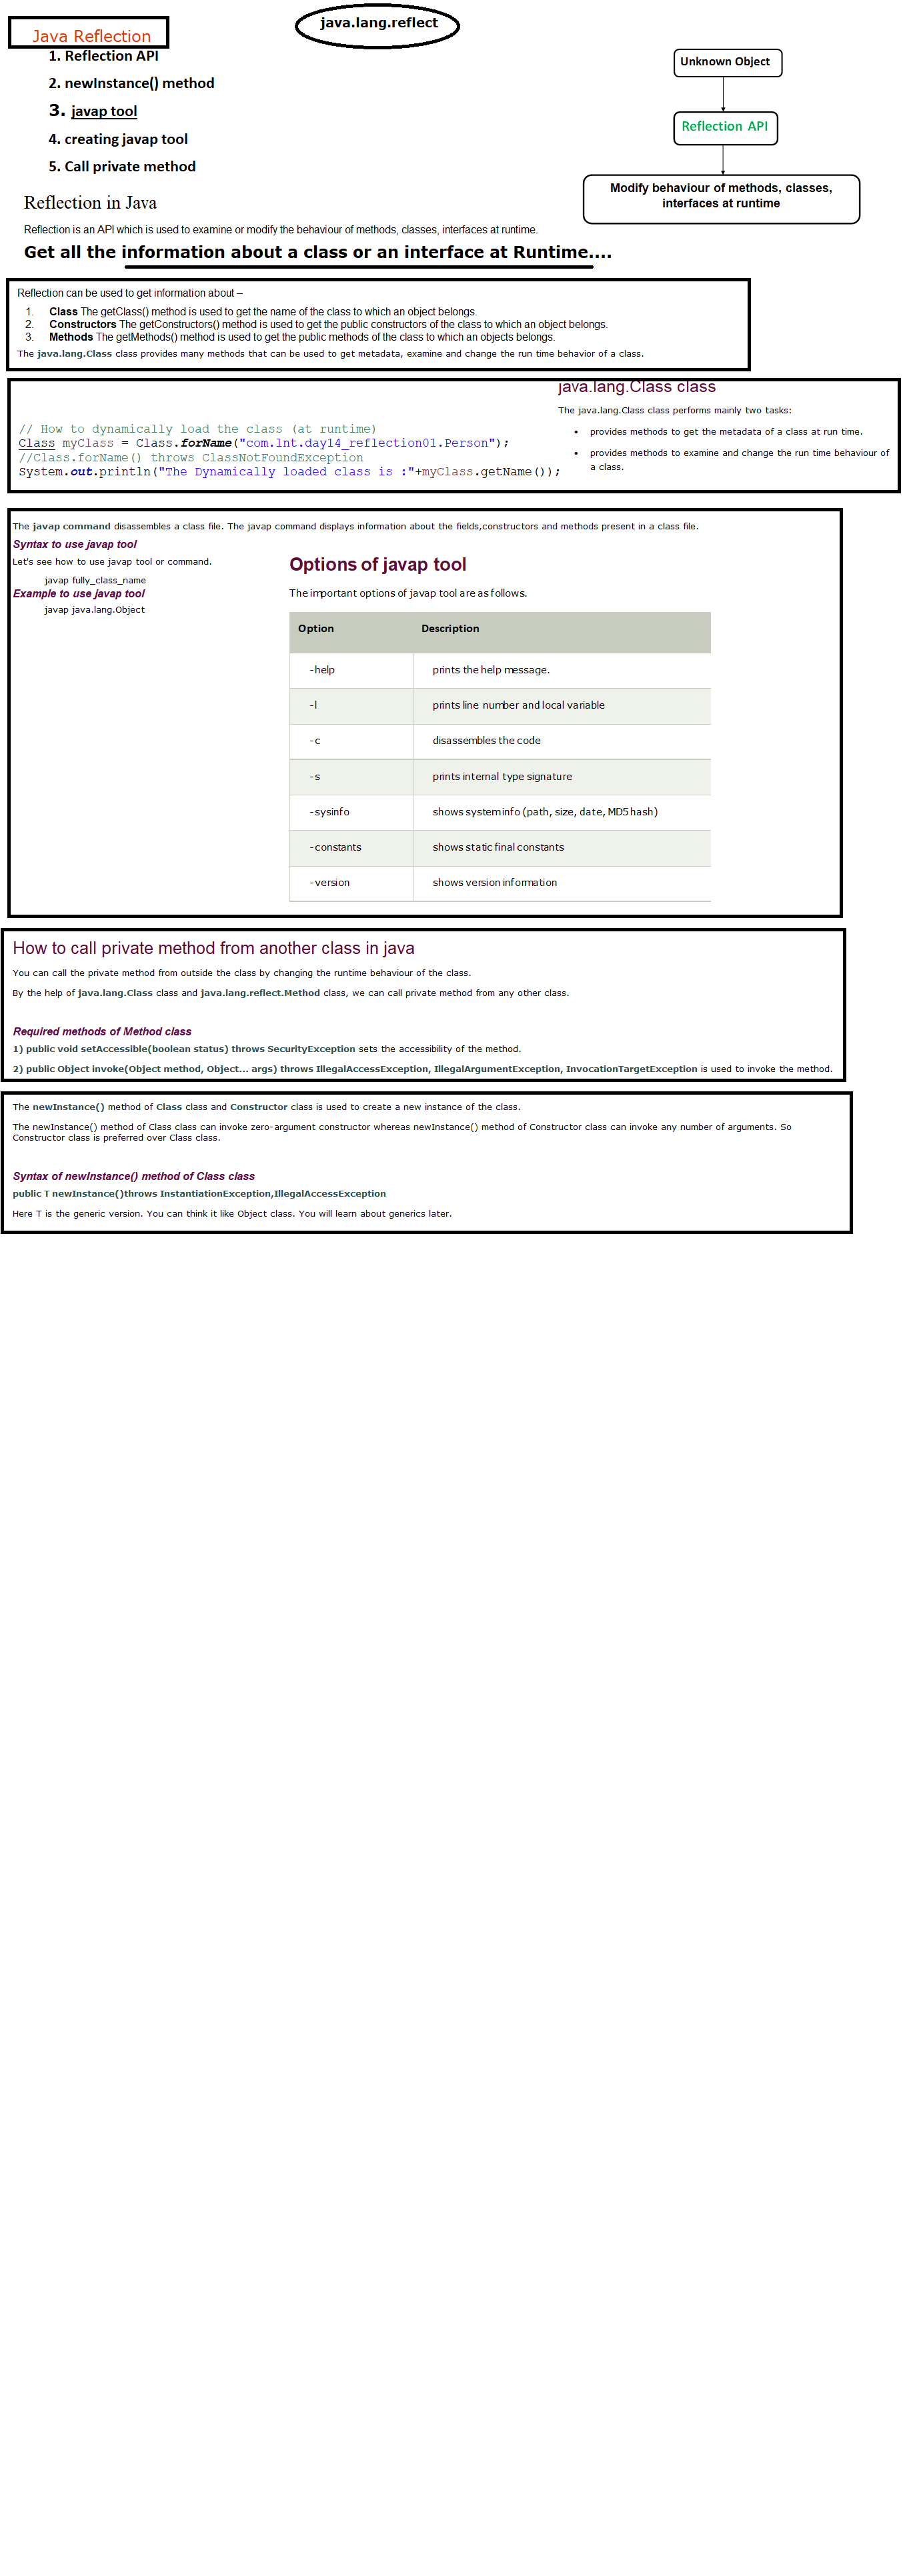 java.lang.reflect
Java Reflection
1. Reflection API
2. newInstance() method
3. javap tool
4. creating javap tool
5. Call private method
Unknown Object
Reflection API
Modify behaviour of methods, classes,
interfaces at runtime
Reflection in Java
Reflection is an API which is used to examine or modify the behaviour of methods, classes, interfaces at runtime.
Get all the information about a class or an interface at Runtime....
Reflection can be used to get information about –
1. Class The getClass() method is used to get the name of the class to which an object belongs.
2. Constructors The getConstructors() method is used to get the public constructors of the class to which an object belongs.
3. Methods The getMethods() method is used to get the public methods of the class to which an objects belongs.
The java.lang.Class class provides many methods that can be used to get metadata, examine and change the run time behavior of a class.
// How to dynamically load the class (at runtime)
Class myClass = Class.forName("com.lnt.day14_reflection01.Person");
//Class.forName() throws ClassNotFoundException
System.out.println("The Dynamically loaded class is :"+myClass.getName());
java.lang.Class class
The java.lang.Class class performs mainly two tasks:
• provides methods to get the metadata of a class at run time.
• provides methods to examine and change the run time behaviour of
a class.
The javap command disassembles a class file. The javap command displays information about the fields,constructors and methods present in a class file.
Syntax to use javap tool
Let's see how to use javap tool or command.
javap fully_class_name
Example to use javap tool
javap java.lang.Object
Options of javap tool
The important options of javap tool are as follows.
Option Description
-help prints the help message.
-l prints line number and local variable
-c disassembles the code
-s prints internal type signature
-sysinfo shows system info (path, size, date, MD5 hash)
-constants shows static final constants
-version shows version information
How to call private method from another class in java
You can call the private method from outside the class by changing the runtime behaviour of the class.
By the help of java.lang.Class class and java.lang.reflect.Method class, we can call private method from any other class.
Required methods of Method class
1) public void setAccessible(boolean status) throws SecurityException sets the accessibility of the method.
2) public Object invoke(Object method, Object... args) throws IllegalAccessException, IllegalArgumentException, InvocationTargetException is used to invoke the method.
The newInstance() method of Class class and Constructor class is used to create a new instance of the class.
The newInstance() method of Class class can invoke zero-argument constructor whereas newInstance() method of Constructor class can invoke any number of arguments. So
Constructor class is preferred over Class class.
Syntax of newInstance() method of Class class
public T newInstance()throws InstantiationException,IllegalAccessException
Here T is the generic version. You can think it like Object class. You will learn about generics later.